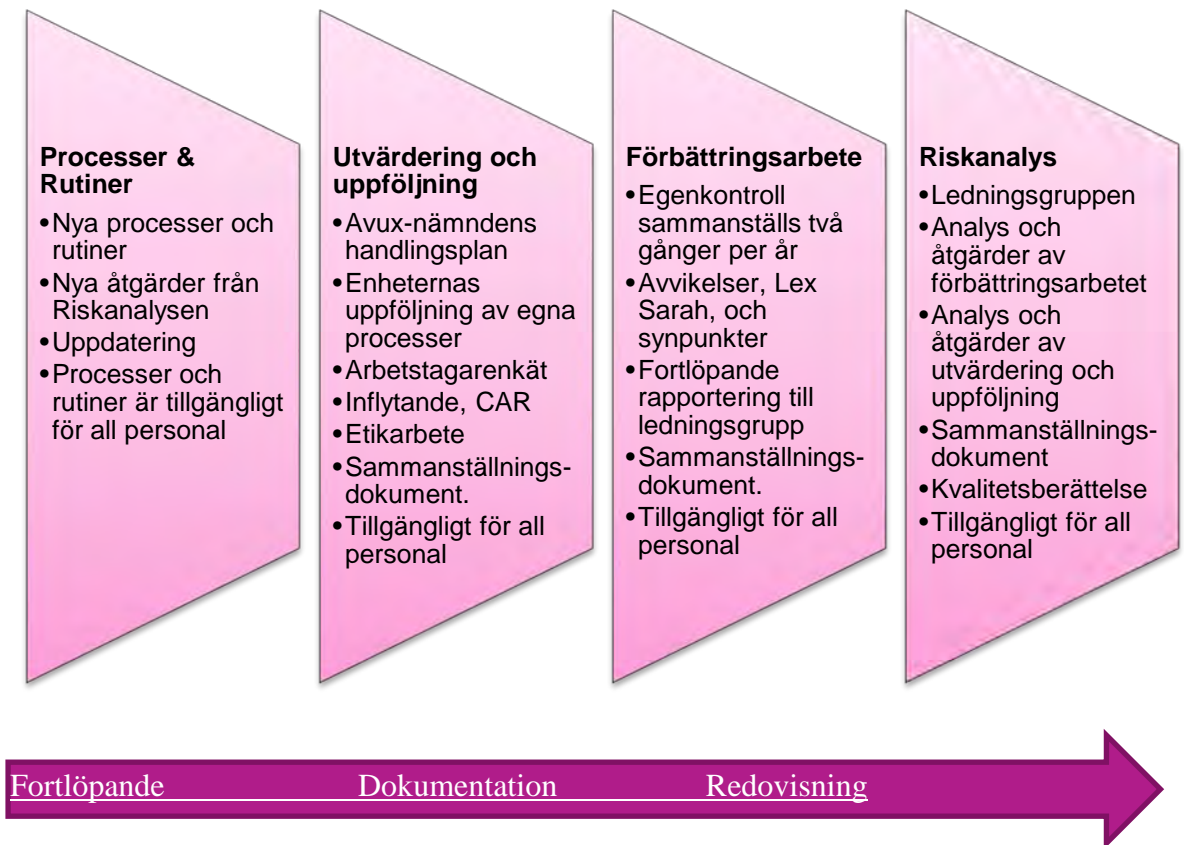 Processer &
Rutiner
•Nya processer och
rutiner
•Nya åtgärder från
Riskanalysen
•Uppdatering
•Processer och
rutiner är tillgängligt
för all personal
Utvärdering och
uppföljning
•Avux-nämndens
handlingsplan
•Enheternas
uppföljning av egna
processer
•Arbetstagarenkät
•Inflytande, CAR
•Etikarbete
•Sammanställnings-
dokument.
•Tillgängligt för all
personal
Förbättringsarbete
•Egenkontroll
sammanställs två
gånger per år
•Avvikelser, Lex
Sarah, och
synpunkter
•Fortlöpande
rapportering till
ledningsgrupp
•Sammanställnings-
dokument.
•Tillgängligt för all
personal
Riskanalys
•Ledningsgruppen
•Analys och
åtgärder av
förbättringsarbetet
•Analys och
åtgärder av
utvärdering och
uppföljning
•Sammanställnings-
dokument
•Kvalitetsberättelse
•Tillgängligt för all
personal
Fortlöpande Dokumentation Redovisning